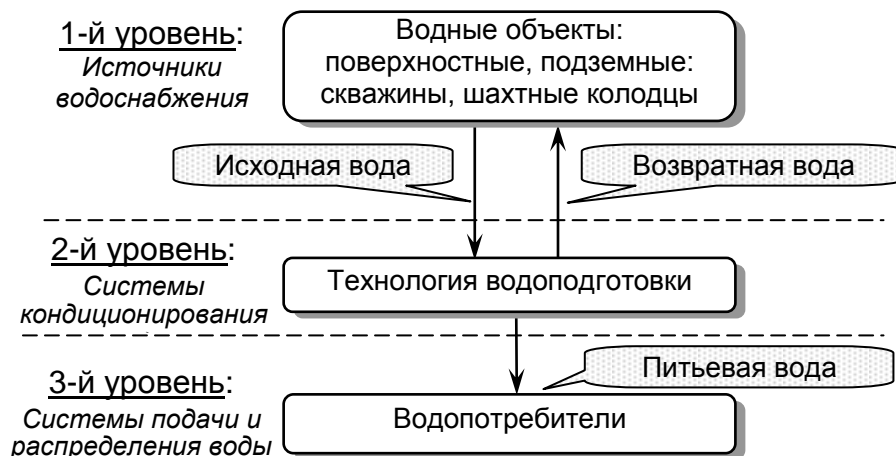 1-й уровень:
Источники
водоснабжения
Водные объекты:
поверхностные, подземные:
скважины, шахтные колодцы
Исходная вода
Возвратная вода
2-й уровень:
Системы
кондиционирования
Технология водоподготовки
Питьевая вода
3-й уровень:
Системы подачи и
распределения воды
Водопотребители